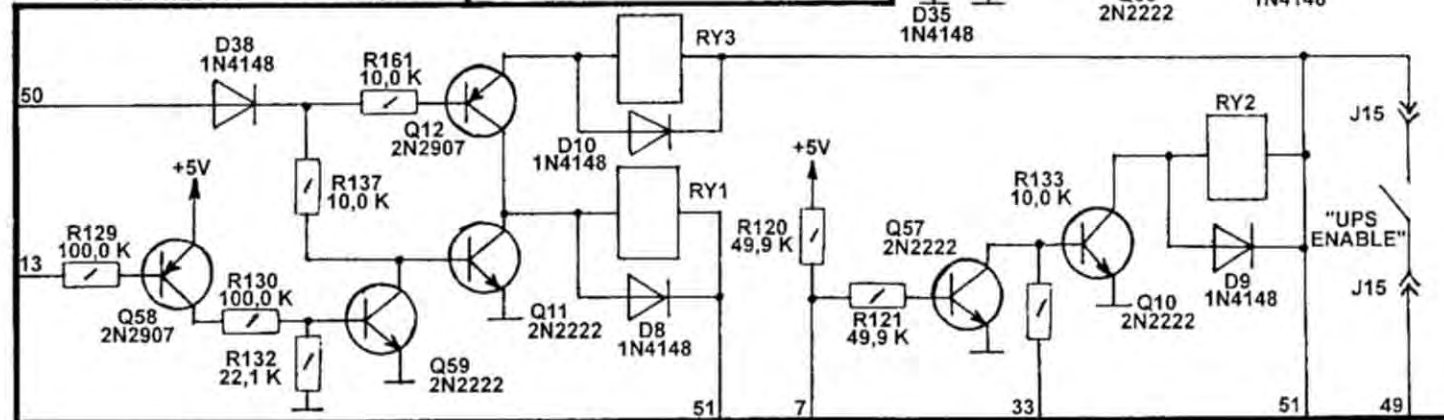 D35
1N4148
2N2222
1N4148
D38
1N4148
R161
10,0 K
RY3
50
Q12
2N2907
D10
1N4148
RY2
J15
+5V
R137
10,0 K
RY1
+5V
R133
10,0 K
R129
100,0 K
R120
49,9 K
Q57
2N2222
"UPS
ENABLE"
13
R130
100,0 K
Q58
2N2907
Q11
2N2222
D8
1N4148
R121
49,9 K
Q10
2N2222
D9
1N4148
J15
R132
22,1 K
Q59
2N2222
51
7
33
51
49